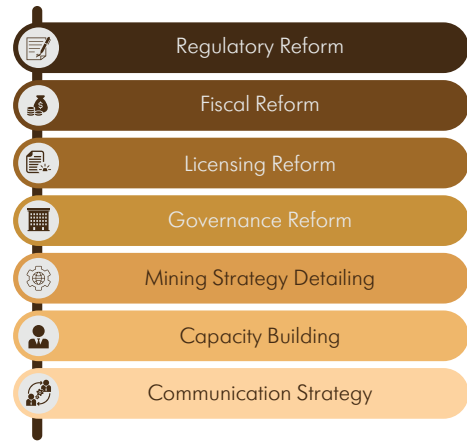 Regulatory Reform
Fiscal Reform
Licensing Reform
Governance Reform
Mining Strategy Detailing
Capacity Building
Communication Strategy